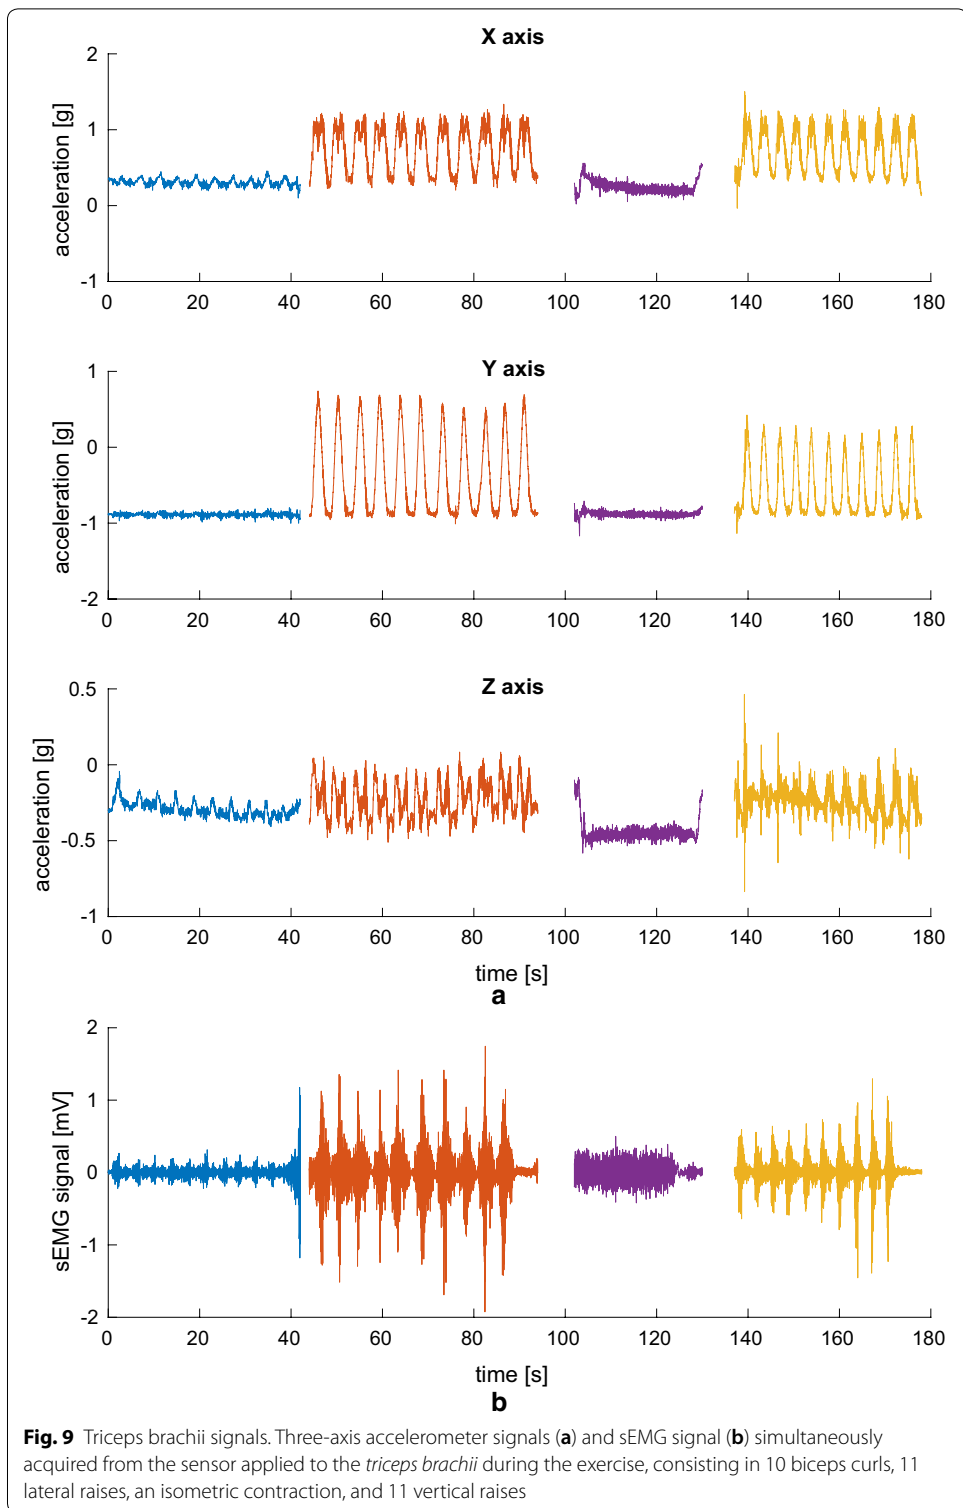 X axis
2
1
0
-1
acceleration [g]
0 20 40 60 80 100 120 140 160 180
Y axis
1
0
-1
-2
acceleration [g]
0 20 40 60 80 100 120 140 160 180
Z axis
0.5
0
-0.5
-1
acceleration [g]
0 20 40 60 80 100 120 140 160 180
time [s]
a
2
1
0
-1
-2
sEMG signal [mV]
0 20 40 60 80 100 120 140 160 180
time [s]
b
Fig. 9 Triceps brachii signals. Three-axis accelerometer signals (a) and sEMG signal (b) simultaneously
acquired from the sensor applied to the triceps brachii during the exercise, consisting in 10 biceps curls, 11
lateral raises, an isometric contraction, and 11 vertical raises